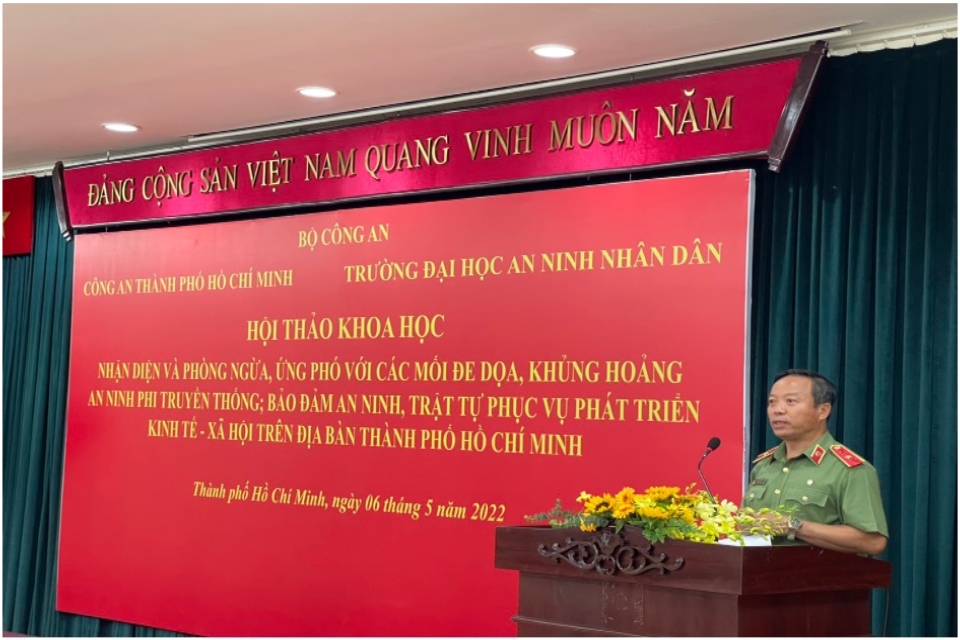 ĐẢNG CỘNG SẢN VIỆT NAM QUANG VINH MUÔN NĂM
BỘ CÔNG AN
CÔNG AN THÀNH PHỐ HỒ CHÍ MINH TRƯỜNG ĐẠI HỌC AN NINH NHÂN DÂN
HỘI THẢO KHOA HỌC
NHẬN DIỆN VÀ PHÒNG NGỪA, ỨNG PHÓ VỚI CÁC MỐI ĐE DỌA, KHỦNG HOẢNG
AN NINH PHI TRUYỀN THỐNG; BẢO ĐẢM AN NINH, TRẬT TỰ PHỤC VỤ PHÁT TRIỂN
KINH TẾ - XÃ HỘI TRÊN ĐỊA BÀN THÀNH PHỐ HỒ CHÍ MINH
Thành phố Hồ Chí Minh, ngày 06 tháng 5 năm 2022